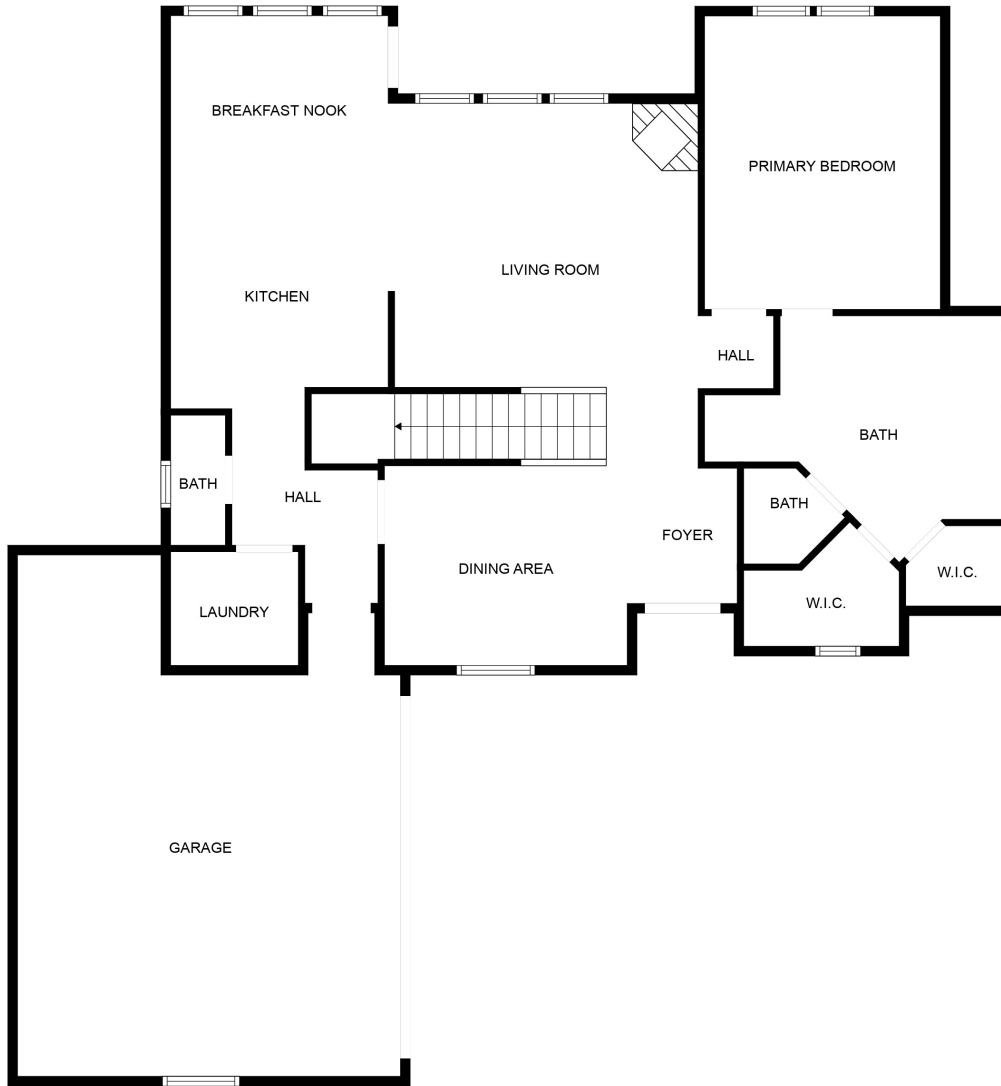 BREAKFAST NOOK
PRIMARY BEDROOM
LIVING ROOM
KITCHEN
HALL
BATH
BATH
HALL
BATH
FOYER
DINING AREA
W.I.C.
W.I.C.
LAUNDRY
GARAGE